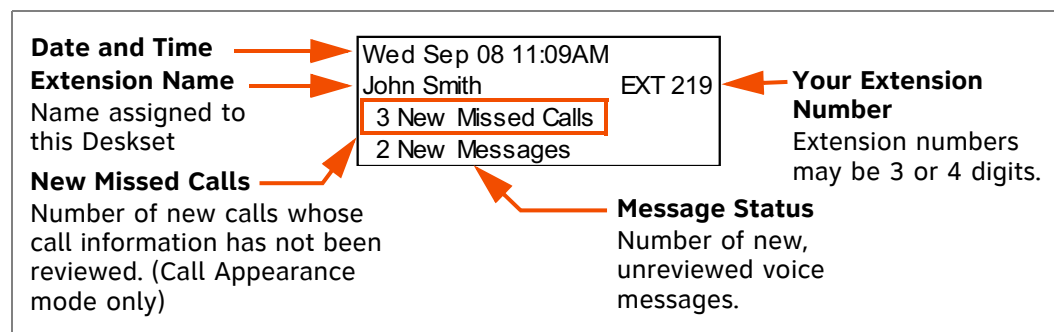 Date and Time
Extension Name
Name assigned to
this Deskset
New Missed Calls
Number of new calls whose
call information has not been
reviewed. (Call Appearance
mode only)
Wed Sep 08 11:09AM
John Smith EXT 219
3 New Missed Calls
2 New Messages
Message Status
Number of new,
unreviewed voice
messages.
Your Extension
Number
Extension numbers
may be 3 or 4 digits.